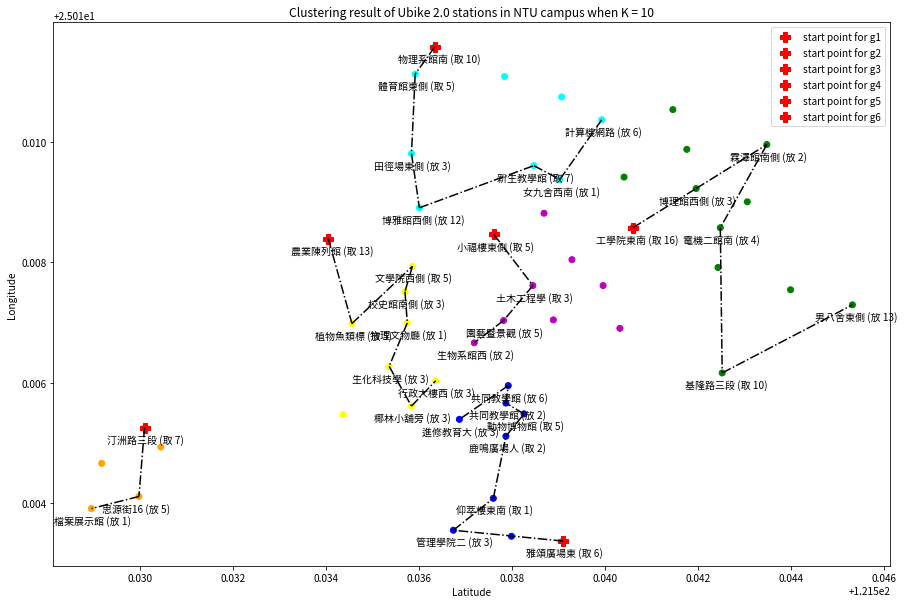 Clustering result of Ubike 2.0 stations in NTU campus when K = 10
+2.501e1
start point for g1
start point for g2
start point for g3
start point for g4
start point for g5
start point for g6
物理系館南 (取 10)
體育館東側 (取 5)
計算機網路 (放 6)
0.010
霖澤館南側 (放 2)
田徑場東側 (放 3)
新生教學館 (取 7)
女九舍西南 (放 1)
博理館西側 (放 3)
博雅館西側 (放 12)
工學院東南 (取 16)
電機二館南 (放 4)
小福樓東側 (取 5)
農業陳列館 (取 13)
0.008
文學院西側 (取 5)
土木工程學 (取 3)
校史館南側 (放 3)
男八舍東側 (放 13)
園藝暨景觀 (放 5)
植物魚類標 (放
人文廳 (放 1)
生物系館西 (放 2)
生化科技學 (放 3)
基隆路三段 (取 10)
0.006
行政大樓西 (放 3)
共同教學館 (放 6)
共同教學館 (放 2)
椰林小舖旁 (放 3)
動物博物館 (取 5)
進修教育大 (放 3)
汀洲路三段 (取 7)
鹿鳴廣場人 (取 2)
0.004
思源街16 (放 5)
仰萃樓東南 (取 1)
檔案展示館 (放 1)
管理學院二 (放 3)
雅頌廣場東 (取 6)
Longitude
0.030 0.032 0.034 0.036 0.038 0.040 0.042 0.044 0.046
+1.215e2
Latitude